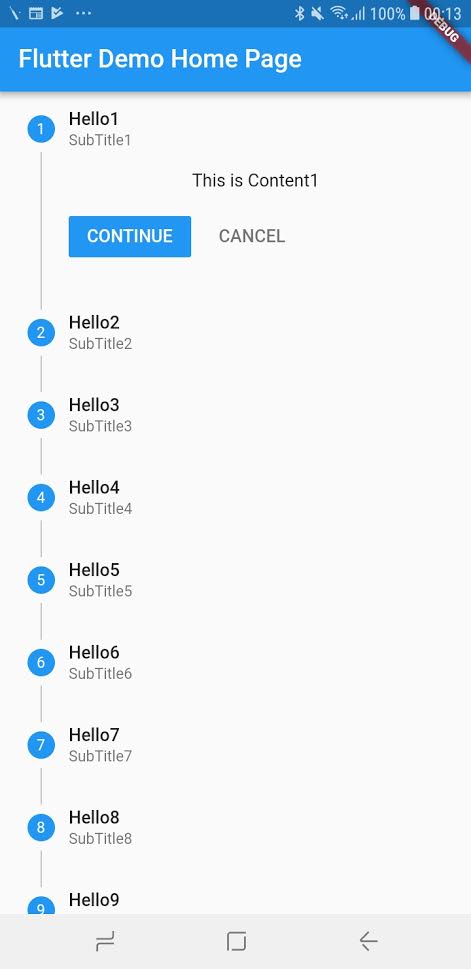 100% 00:13
DEBUG
Flutter Demo Home Page
1
Hello1
SubTitle1
This is Content1
CONTINUE CANCEL
2
Hello2
SubTitle2
3
Hello3
SubTitle3
4
Hello4
SubTitle4
5
Hello5
SubTitle5
6
Hello6
SubTitle6
7
Hello7
SubTitle7
8
Hello8
SubTitle8
9
Hello9